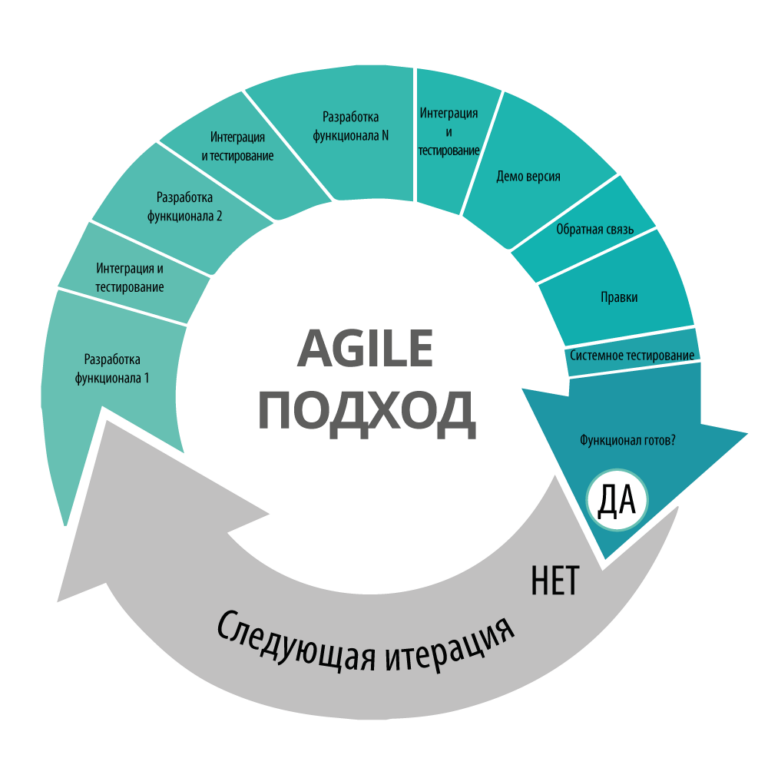 Разработка
функционала 1
Интеграция и
тестирование
Разработка
функционала 2
Интеграция
и тестирование
Разработка
функционала N
Интеграция
и
тестирование
Демо версия
Обратная связь
Правки
Системное тестирование
Функционал готов?
ДА
НЕТ
Следующая итерация
AGILE
ПОДХОД